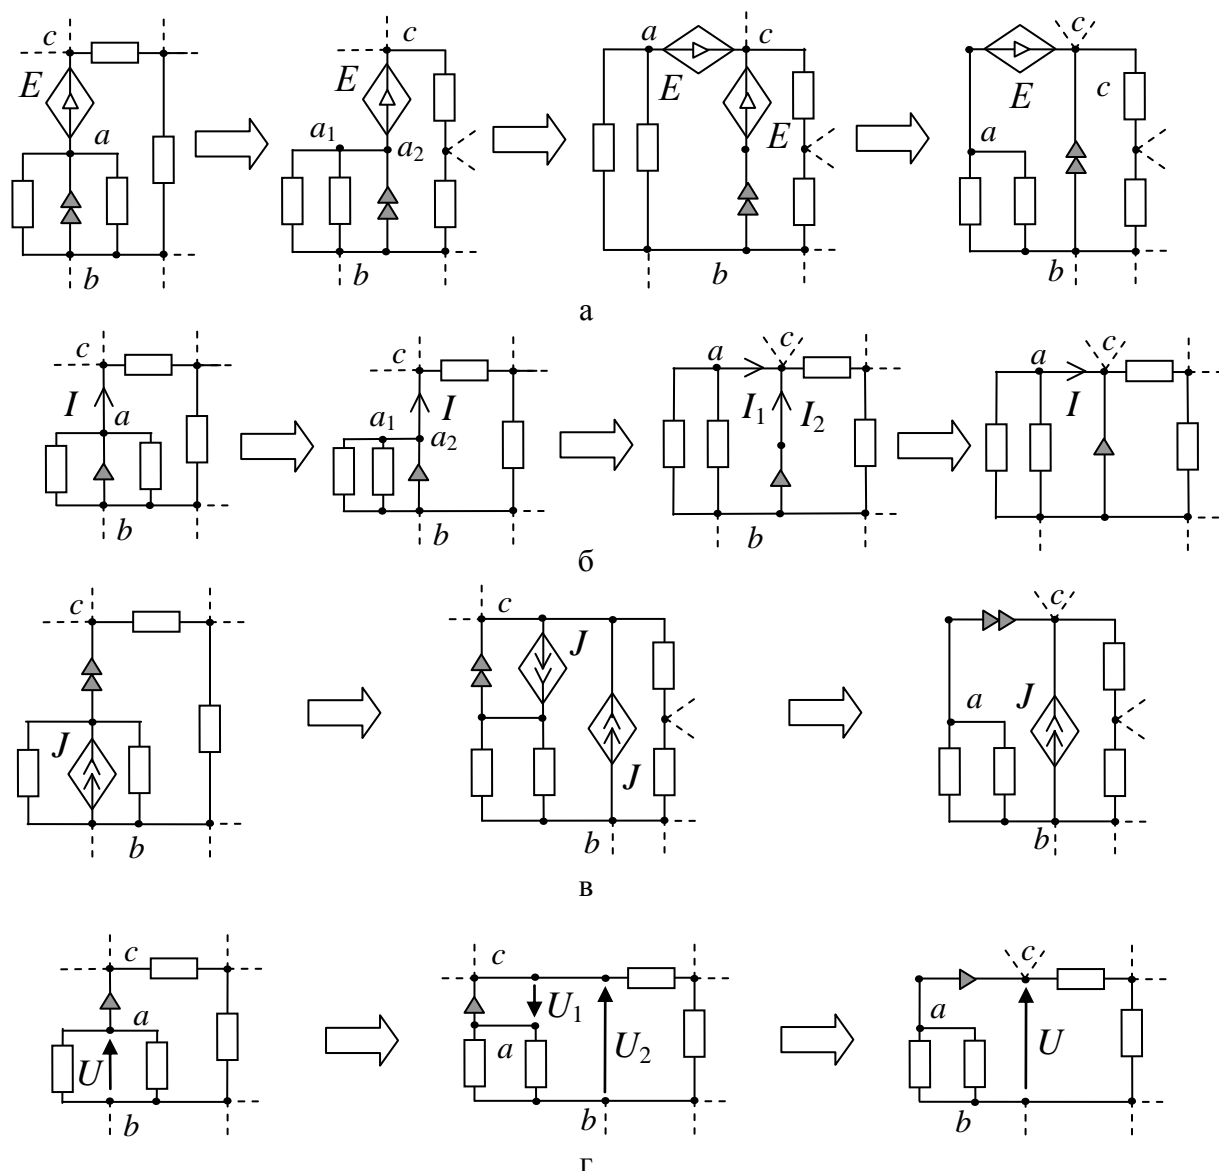 c c a c c
E E E E c
a a₁ a₂ E a
b b b b
а
c c a c a c
I a I I₁ I₂ I
a₁ a₂
b b b
б
c c c
J J J a J
b b b
в
c c c
a U₁ a
U a U₂ U
b b b
г